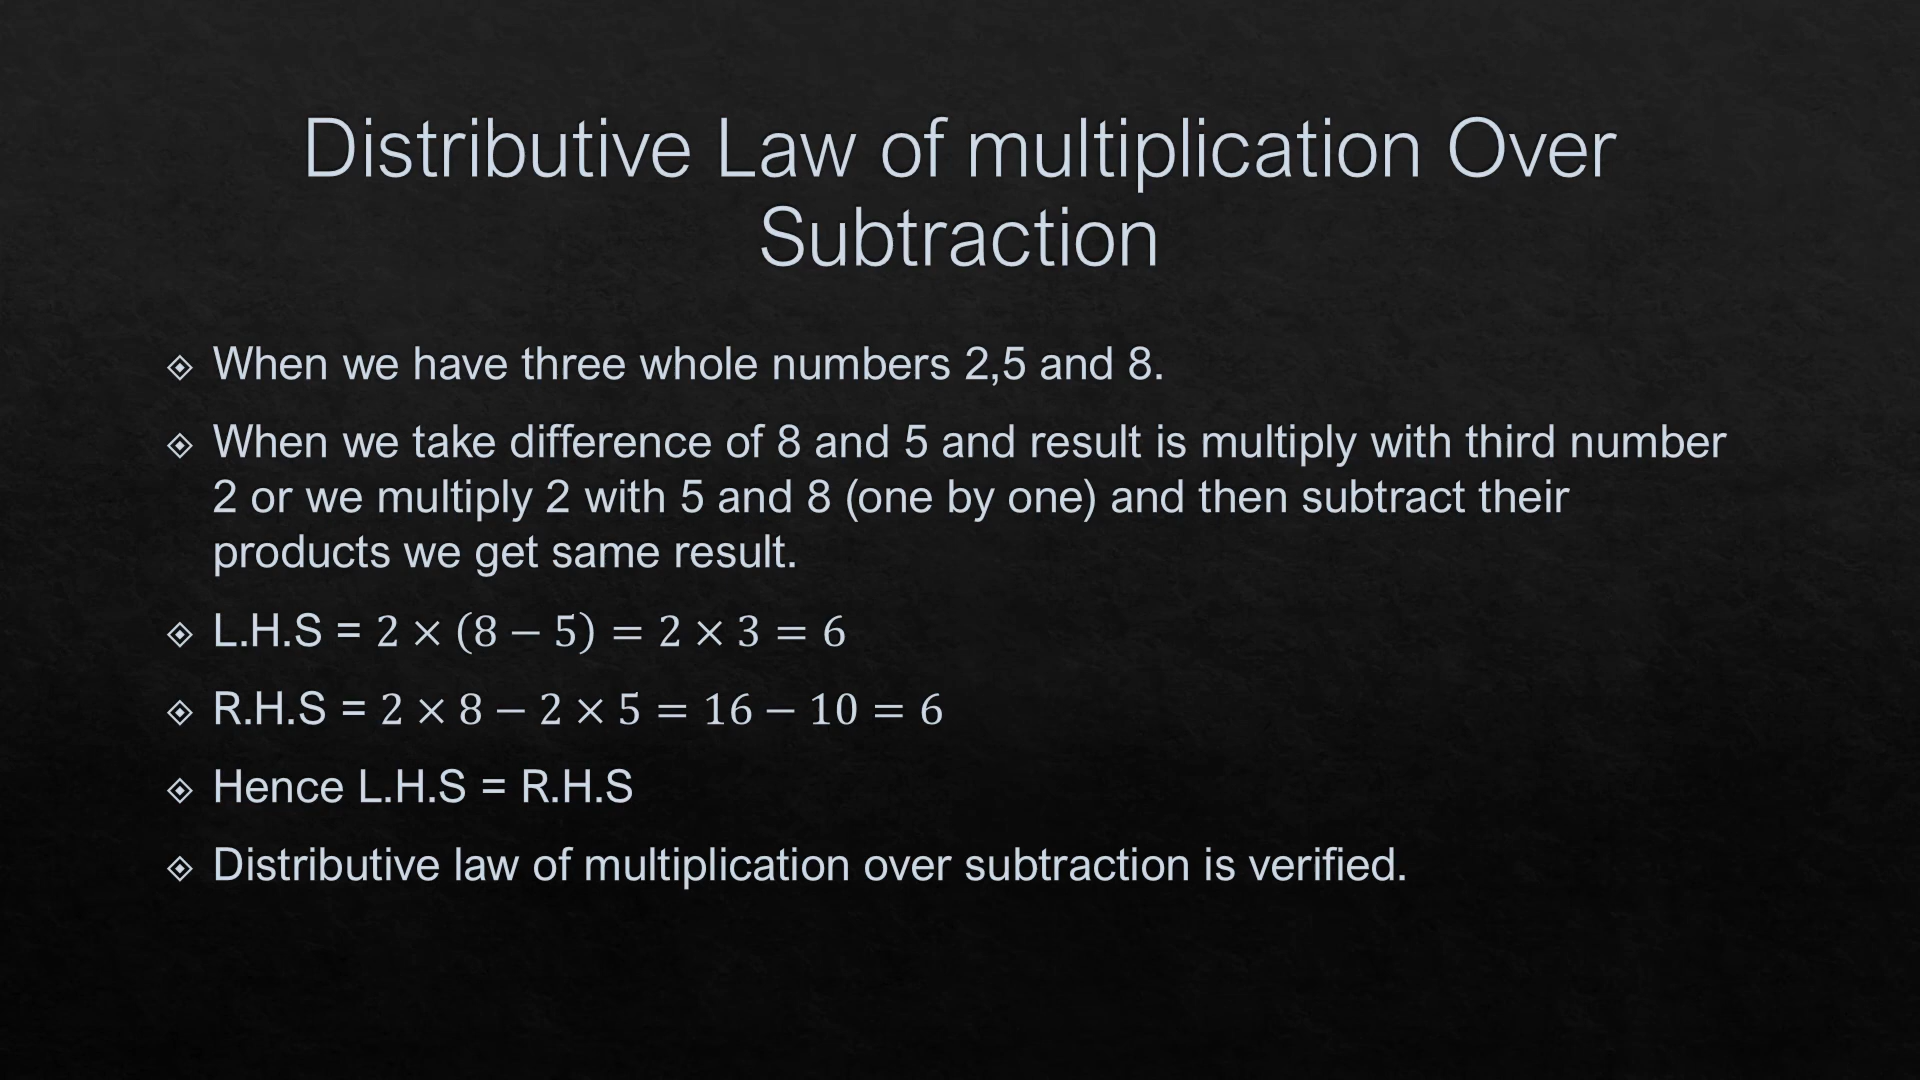 Distributive Law of multiplication Over
Subtraction
When we have three whole numbers 2,5 and 8.
When we take difference of 8 and 5 and result is multiply with third number
2 or we multiply 2 with 5 and 8 (one by one) and then subtract their
products we get same result.
L.H.S = 2 × (8 − 5) = 2 × 3 = 6
R.H.S = 2 × 8 − 2 × 5 = 16 − 10 = 6
Hence L.H.S = R.H.S
Distributive law of multiplication over subtraction is verified.